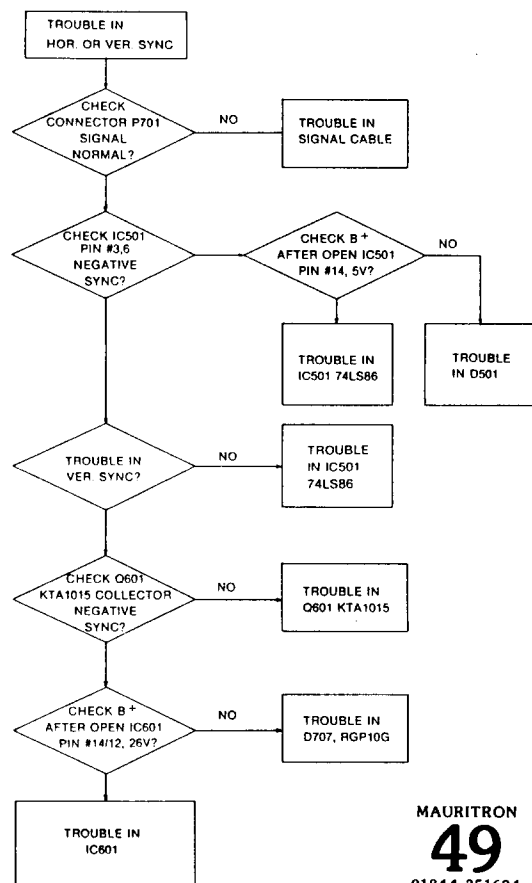 TROUBLE IN
HOR. OR VER. SYNC
CHECK
CONNECTOR P701
SIGNAL
NORMAL?
NO
TROUBLE IN
SIGNAL CABLE
CHECK IC501
PIN #3,6
NEGATIVE
SYNC?
CHECK B+
AFTER OPEN IC501
PIN #14, 5V?
NO
TROUBLE IN
IC501 74LS86
TROUBLE
IN D501
TROUBLE IN
VER. SYNC?
NO
TROUBLE
IN IC501
74LS86
CHECK Q601
KTA1015 COLLECTOR
NEGATIVE
SYNC?
NO
TROUBLE IN
Q601 KTA1015
CHECK B+
AFTER OPEN IC601
PIN #14/12, 26V?
NO
TROUBLE IN
D707, RGP10G
TROUBLE IN
IC601
MAURITRON
49